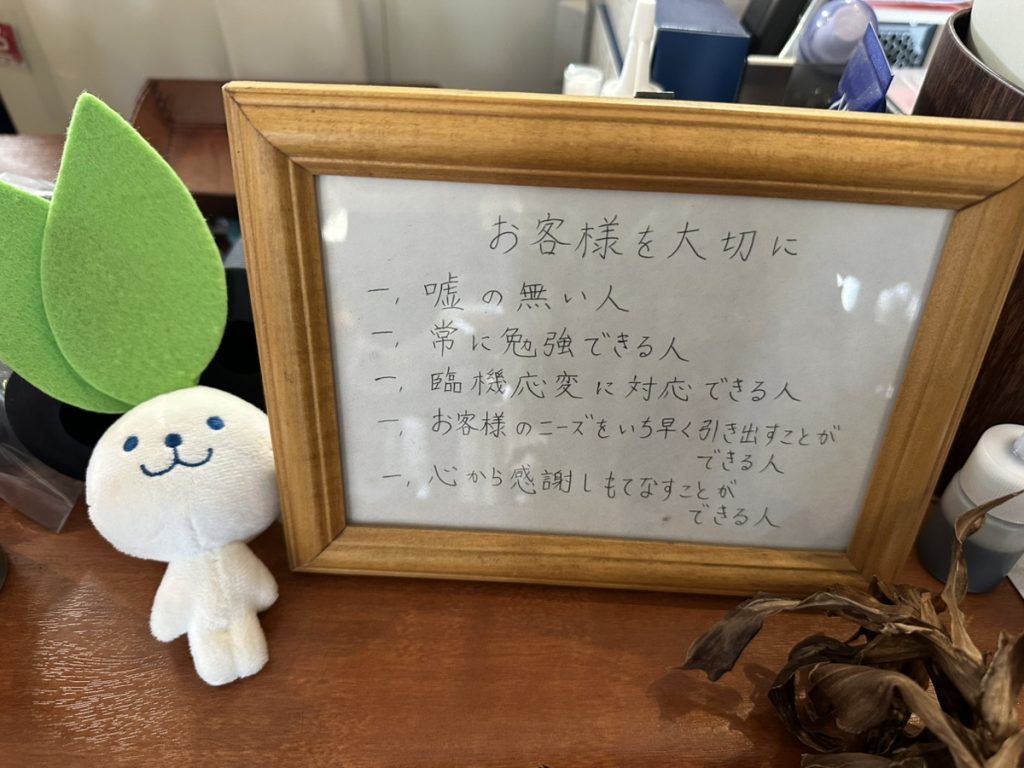 お客様を大切に
一、嘘の無い人
一、常に勉強できる人
一、臨機応変に対応できる人
一、お客様のニーズをいち早く引き出すことが
できる人
一、心から感謝しもてなすことが
できる人